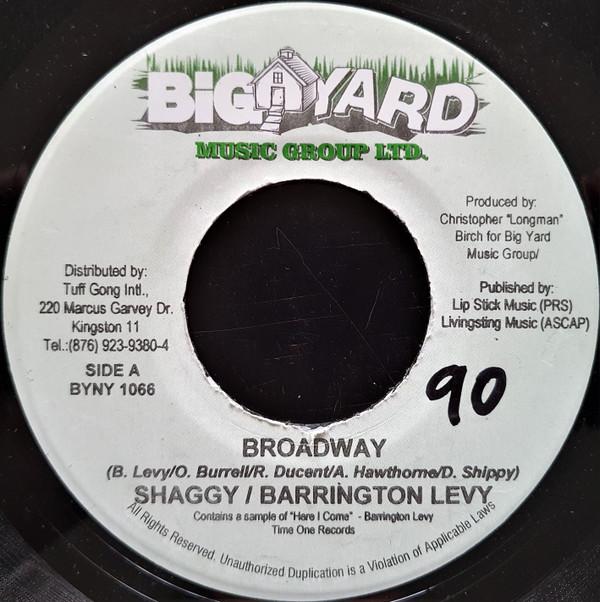 BiG YARD
MUSIC GROUP LTD.
Produced by:
Christopher "Longman"
Birch for Big Yard
Music Group/
Published by:
Lip Stick Music (PRS)
Livingsting Music (ASCAP)
Distributed by:
Tuff Gong Intl.,
220 Marcus Garvey Dr.
Kingston 11
Tel.:(876) 923-9380-4
SIDE A
BYNY 1066
90
BROADWAY
(B. Levy/O. Burrell/R. Ducent/A. Hawthorne/D. Shippy)
SHAGGY / BARRINGTON LEVY
Contains a sample of "Here I Come" - Barrington Levy
Time One Records
All Rights Reserved. Unauthorized Duplication is a Violation of Applicable Laws